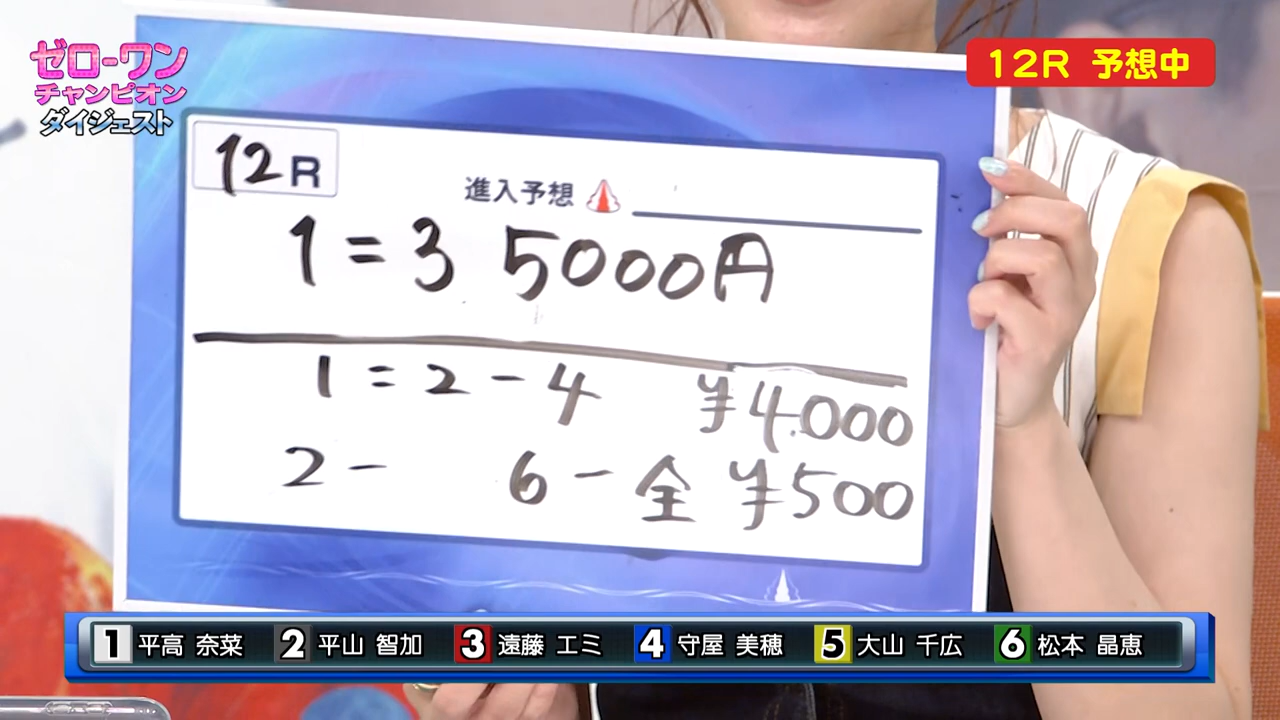 ゼロ-ワン
チャンピオン
ダイジェスト
12R 予想中
12R
進入予想
1=3 5000円
1=2-4 ¥4.000
2- 6-全 ¥500
1 平高 奈菜 2 平山 智加 3 遠藤 エミ 4 守屋 美穂 5 大山 千広 6 松本 晶恵